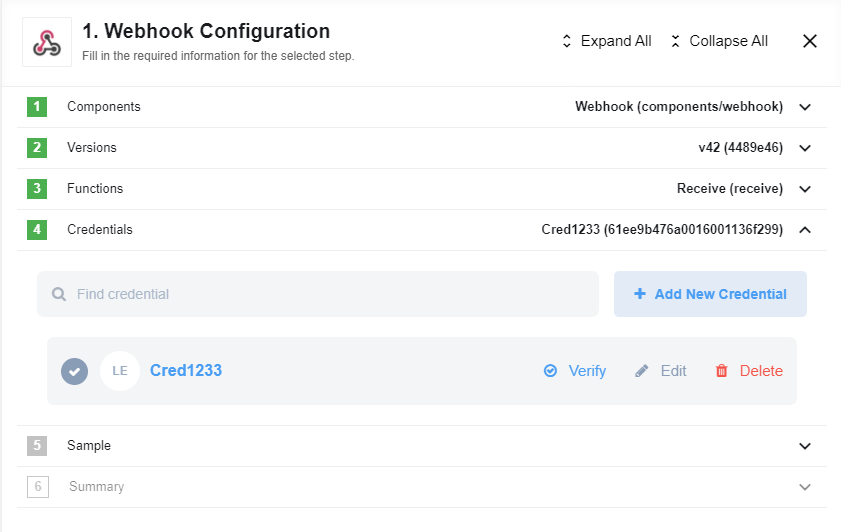 1. Webhook Configuration
Fill in the required information for the selected step.
Expand All
Collapse All
1 Components Webhook (components/webhook)
2 Versions v42 (4489e46)
3 Functions Receive (receive)
4 Credentials Cred1233 (61ee9b476a0016001136f299)
Find credential
Add New Credential
LE Cred1233 Verify Edit Delete
5 Sample
6 Summary